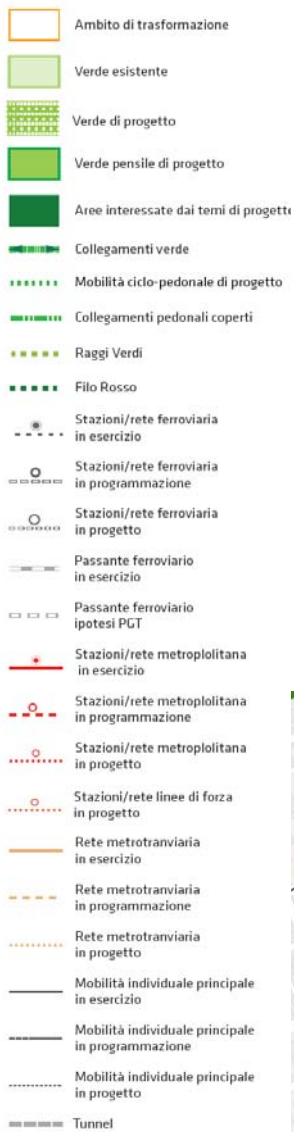 Ambito di trasformazione
Verde esistente
Verde di progetto
Verde pensile di progetto
Aree interessate dai temi di progetto
Collegamenti verde
Mobilità ciclo-pedonale di progetto
Collegamenti pedonali coperti
Raggi Verdi
Filo Rosso
Stazioni/rete ferroviaria
in esercizio
Stazioni/rete ferroviaria
in programmazione
Stazioni/rete ferroviaria
in progetto
Passante ferroviario
in esercizio
Passante ferroviario
ipotesi PGT
Stazioni/rete metroplolitana
in esercizio
Stazioni/rete metroplolitana
in programmazione
Stazioni/rete metroplolitana
in progetto
Stazioni/rete linee di forza
in progetto
Rete metrotranviaria
in esercizio
Rete metrotranviaria
in programmazione
Rete metrotranviaria
in progetto
Mobilità individuale principale
in esercizio
Mobilità individuale principale
in programmazione
Mobilità individuale principale
in progetto
Tunnel